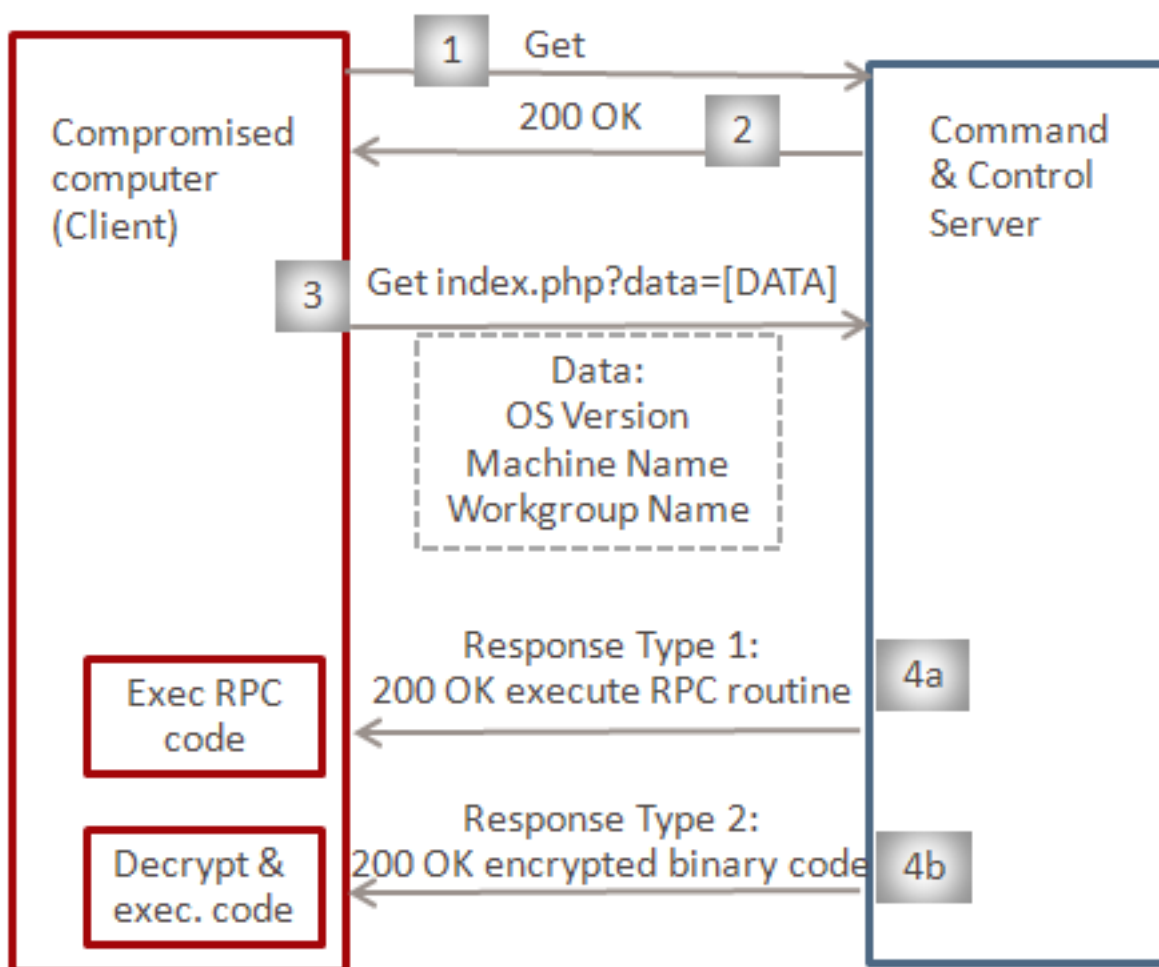 1
Get
200 OK
2
Compromised
computer
(Client)
Command
& Control
Server
3
Get index.php?data=[DATA]
Data:
OS Version
Machine Name
Workgroup Name
Response Type 1:
200 OK execute RPC routine
4a
Exec RPC
code
Response Type 2:
200 OK encrypted binary code
4b
Decrypt &
exec. code